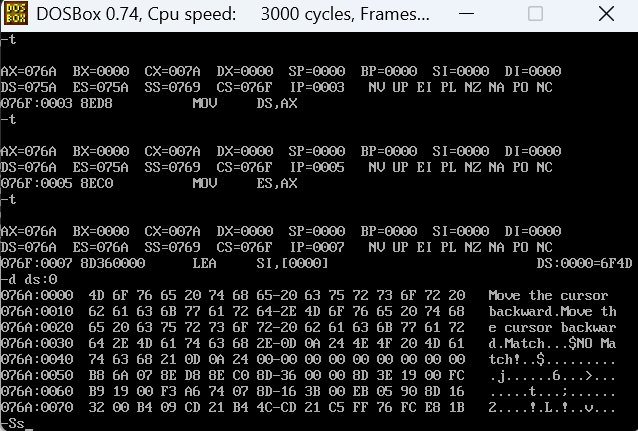 DOSBox 0.74, Cpu speed:    3000 cycles, Frames...
-t
AX=076A  BX=0000  CX=007A  DX=0000  SP=0000  BP=0000  SI=0000  DI=0000
DS=075A  ES=075A  SS=0769  CS=076F  IP=0003   NV UP EI PL NZ NA PO NC
076F:0003 8ED8          MOV     DS,AX
-t
AX=076A  BX=0000  CX=007A  DX=0000  SP=0000  BP=0000  SI=0000  DI=0000
DS=076A  ES=075A  SS=0769  CS=076F  IP=0005   NV UP EI PL NZ NA PO NC
076F:0005 8EC0          MOV     ES,AX
-t
AX=076A  BX=0000  CX=007A  DX=0000  SP=0000  BP=0000  SI=0000  DI=0000
DS=076A  ES=076A  SS=0769  CS=076F  IP=0007   NV UP EI PL NZ NA PO NC
076F:0007 8D360000      LEA     SI,[0000]                          DS:0000=6F4D
-d ds:0
076A:0000  4D 6F 76 65 20 74 68 65-20 63 75 72 73 6F 72 20   Move the cursor
076A:0010  62 61 63 6B 77 61 72 64-2E 4D 6F 76 65 20 74 68   backward.Move th
076A:0020  65 20 63 75 72 73 6F 72-20 62 61 63 6B 77 61 72   e cursor backwar
076A:0030  64 2E 4D 61 74 63 68 2E-0D 0A 24 4E 4F 20 4D 61   d.Match...$NO Ma
076A:0040  74 63 68 21 0D 0A 24 00-00 00 00 00 00 00 00 00   tch!..$.........
076A:0050  B8 6A 07 8E D8 8E C0 8D-36 00 00 8D 3E 19 00 FC   .j......6...>...
076A:0060  B9 19 00 F3 A6 74 07 8D-16 3B 00 EB 05 90 8D 16   .....t...;......
076A:0070  32 00 B4 09 CD 21 B4 4C-CD 21 C5 FF 76 FC E8 1B   2....!.L.!..v...
-Ss_